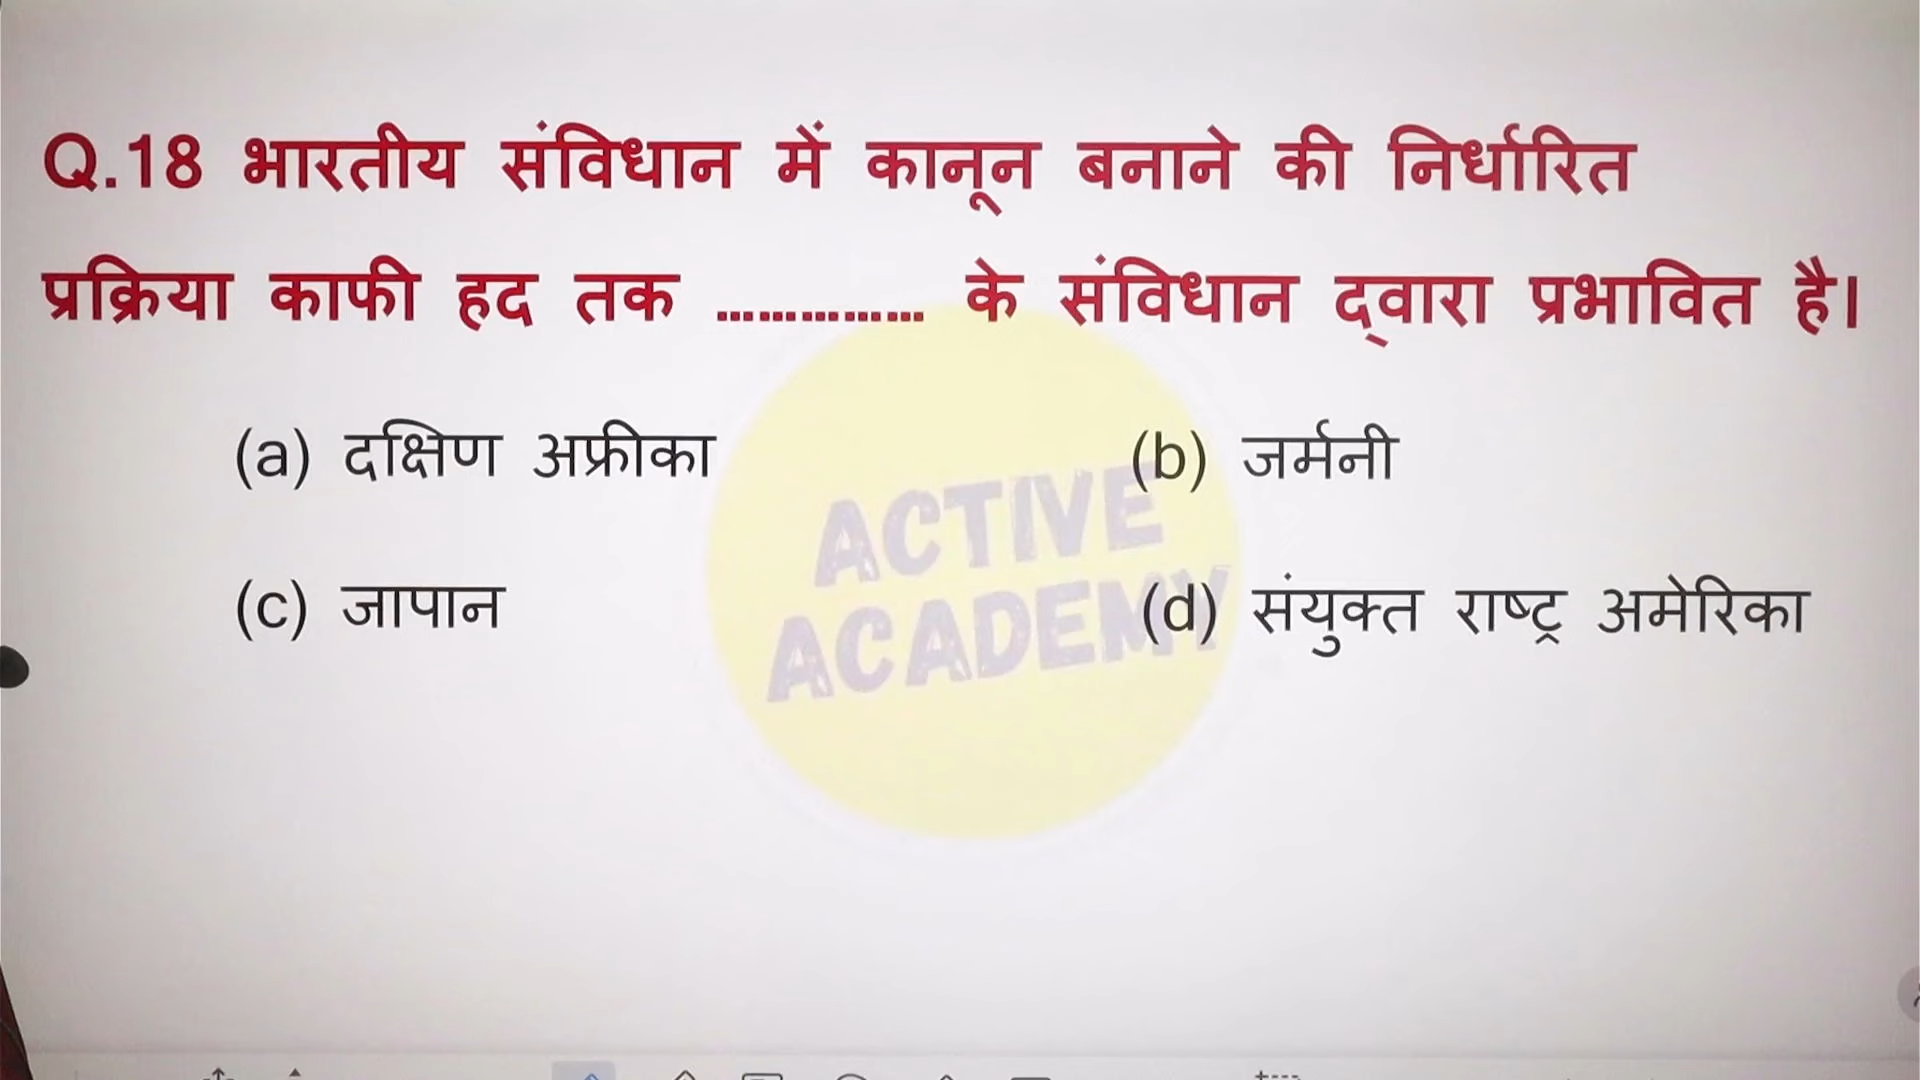 Q.18 भारतीय संविधान में कानून बनाने की निर्धारित
प्रक्रिया काफी हद तक ............... के संविधान द्वारा प्रभावित है।
(a) दक्षिण अफ्रीका (b) जर्मनी
(c) जापान (d) संयुक्त राष्ट्र अमेरिका
ACTIVE
ACADEMY